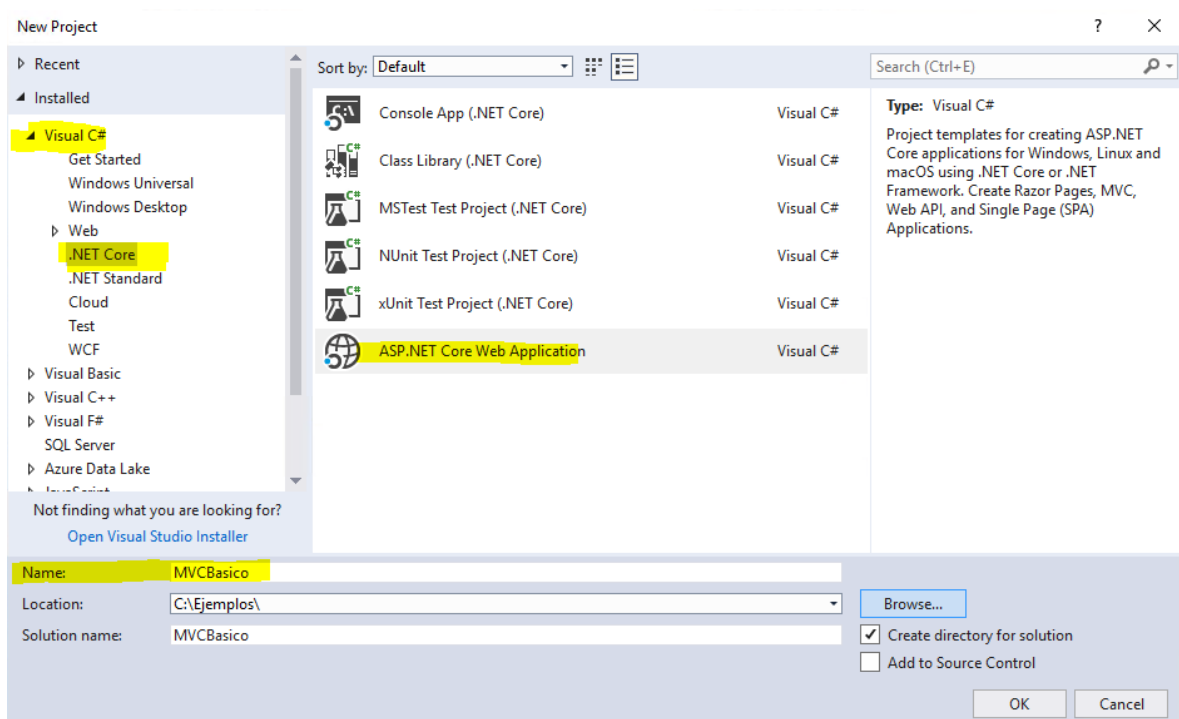 New Project
?
Recent
Installed
Visual C#
Get Started
Windows Universal
Windows Desktop
Web
.NET Core
.NET Standard
Cloud
Test
WCF
Visual Basic
Visual C++
Visual F#
SQL Server
Azure Data Lake
JavaScript
Not finding what you are looking for?
Open Visual Studio Installer
Sort by: Default
Console App (.NET Core) Visual C#
Class Library (.NET Core) Visual C#
MSTest Test Project (.NET Core) Visual C#
NUnit Test Project (.NET Core) Visual C#
xUnit Test Project (.NET Core) Visual C#
ASP.NET Core Web Application Visual C#
Search (Ctrl+E)
Type: Visual C#
Project templates for creating ASP.NET
Core applications for Windows, Linux and
macOS using .NET Core or .NET
Framework. Create Razor Pages, MVC,
Web API, and Single Page (SPA)
Applications.
Name: MVCBasico
Location: C:\Ejemplos\
Browse...
Solution name: MVCBasico
Create directory for solution
Add to Source Control
OK
Cancel